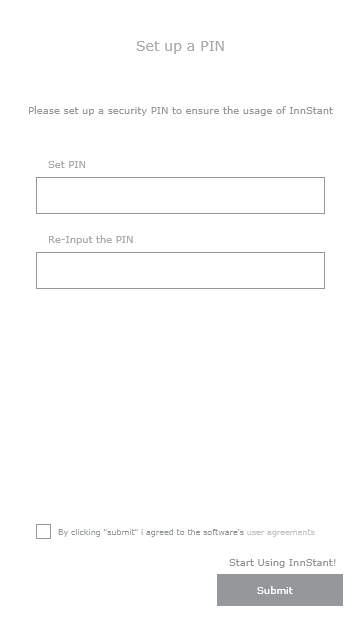 Set up a PIN
Please set up a security PIN to ensure the usage of InnStant
Set PIN
Re-Input the PIN
By clicking "submit" i agreed to the software's user agreements
Start Using InnStant!
Submit